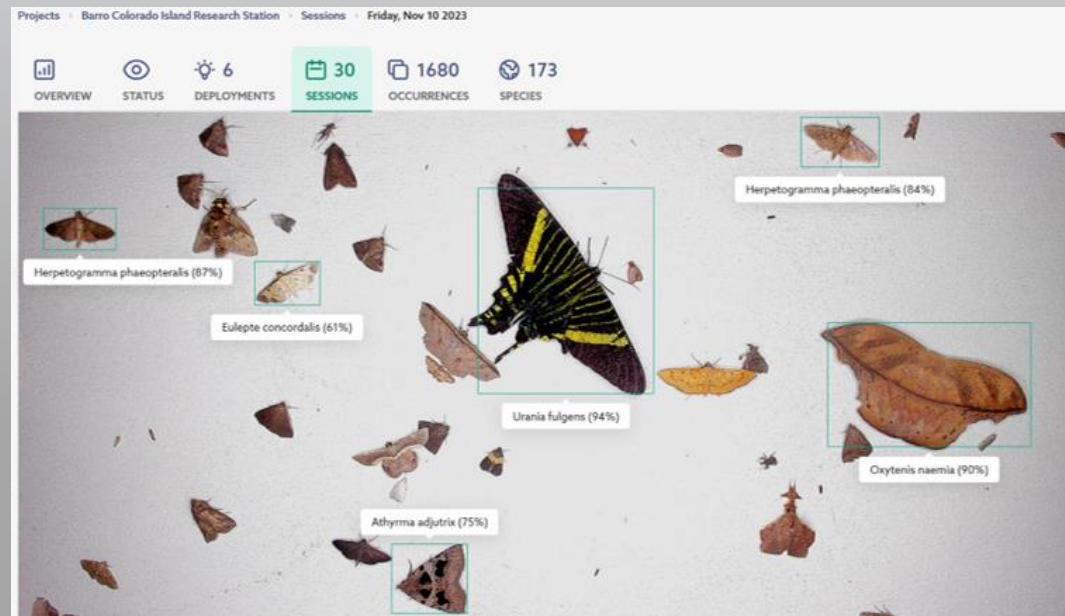 Projects › Barro Colorado Island Research Station › Sessions › Friday, Nov 10 2023
6 30 1680 173
OVERVIEW STATUS DEPLOYMENTS SESSIONS OCCURRENCES SPECIES
Herpetogramma phaeopteralis (84%)
Herpetogramma phaeopteralis (87%)
Eulepte concordalis (61%)
Urania fulgens (94%)
Oxytenis naemia (90%)
Athyrma adjutrix (75%)